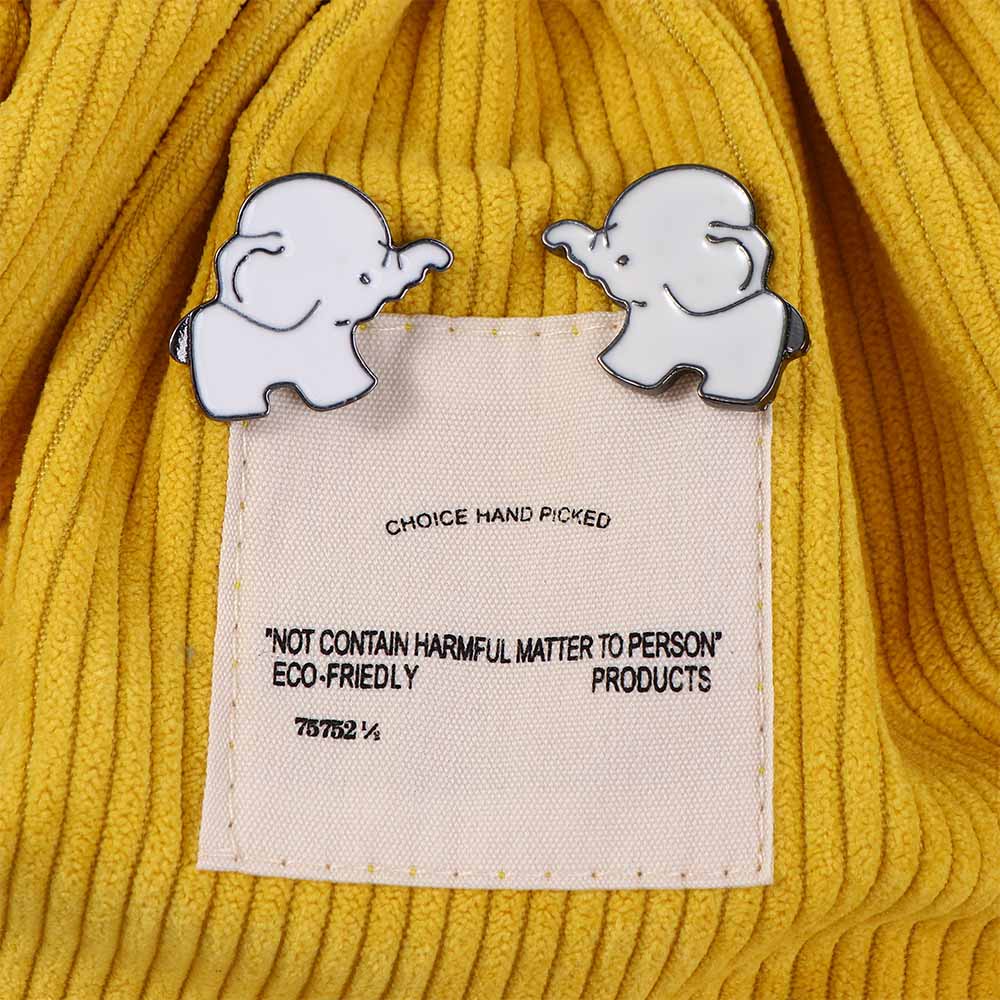 CHOICE HAND PICKED
"NOT CONTAIN HARMFUL MATTER TO PERSON"
ECO-FRIEDLY PRODUCTS
75752 ½